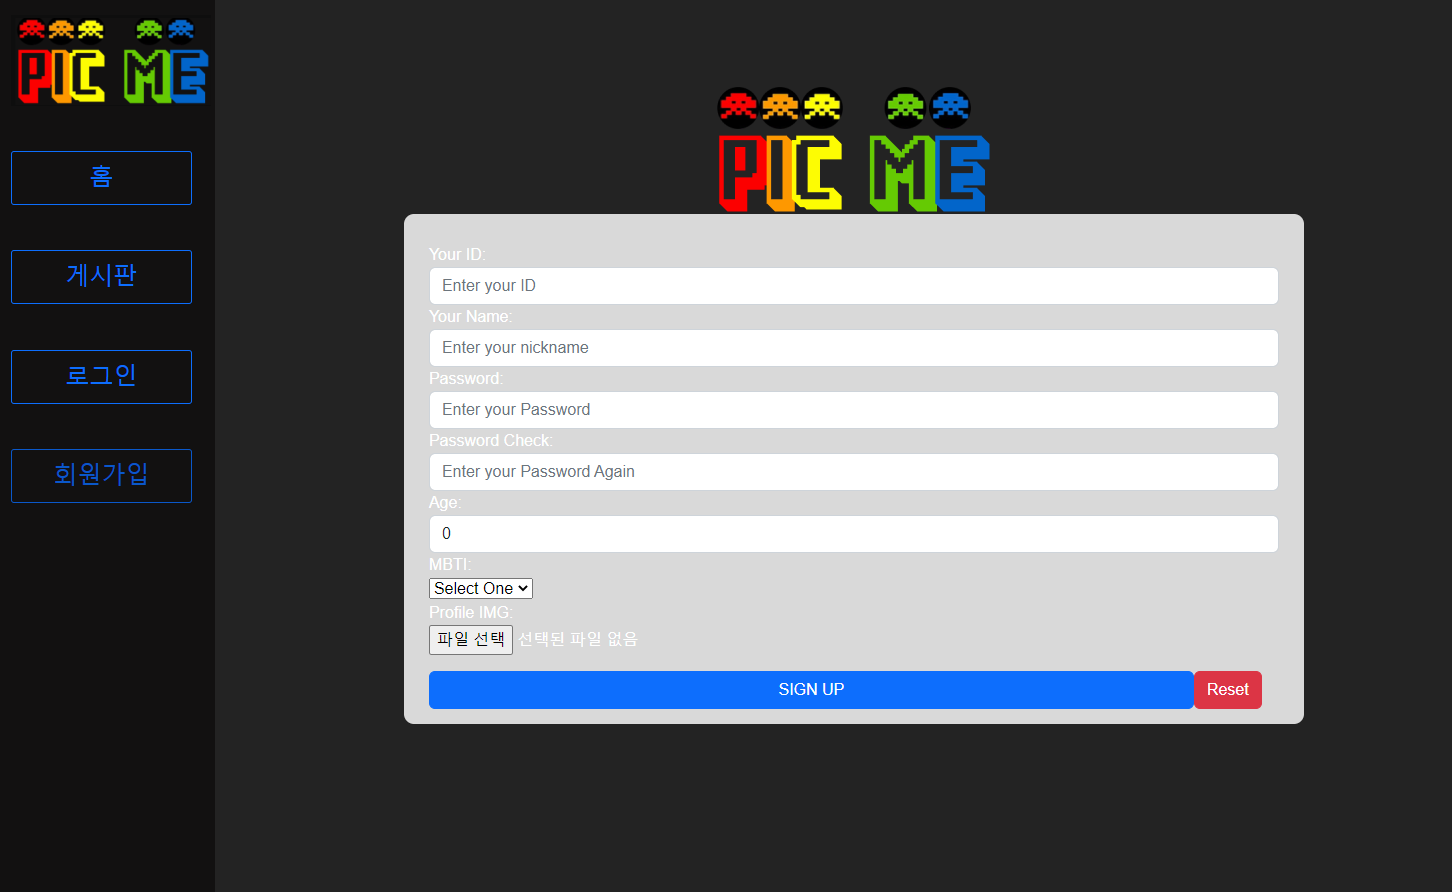 PIC ME
홈
게시판
로그인
회원가입
PIC ME
Your ID:
Enter your ID
Your Name:
Enter your nickname
Password:
Enter your Password
Password Check:
Enter your Password Again
Age:
0
MBTI:
Select One
Profile IMG:
파일 선택 선택된 파일 없음
SIGN UP Reset